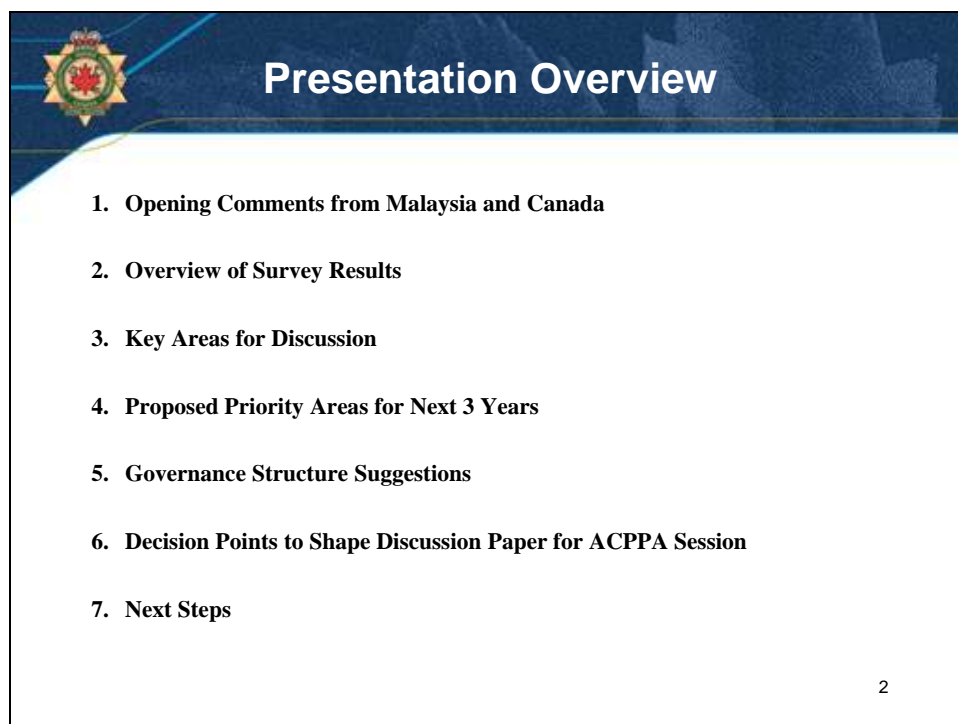 Presentation Overview
1. Opening Comments from Malaysia and Canada
2. Overview of Survey Results
3. Key Areas for Discussion
4. Proposed Priority Areas for Next 3 Years
5. Governance Structure Suggestions
6. Decision Points to Shape Discussion Paper for ACPPA Session
7. Next Steps
2